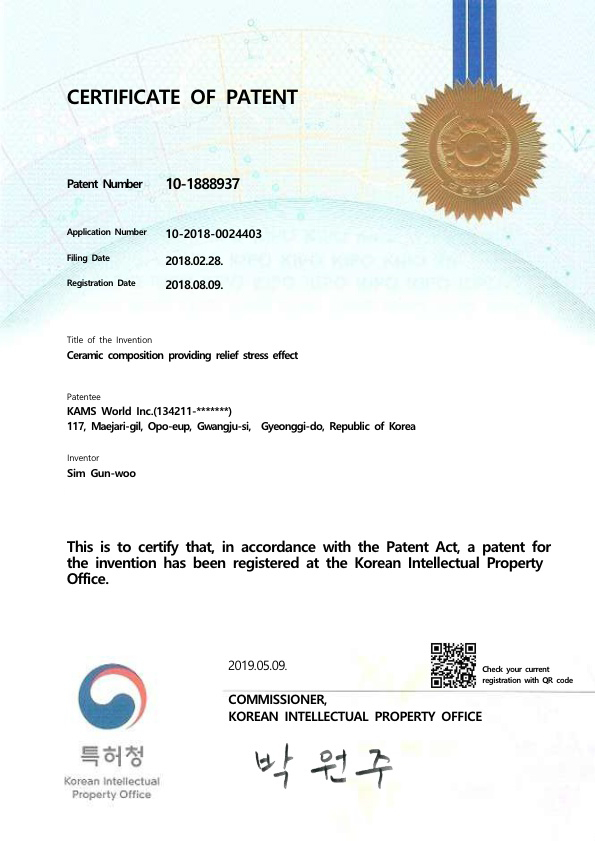 CERTIFICATE OF PATENT
Patent Number 10-1888937
Application Number 10-2018-0024403
Filing Date 2018.02.28.
Registration Date 2018.08.09.
Title of the Invention
Ceramic composition providing relief stress effect
Patentee
KAMS World Inc.(134211-*******)
117, Maejari-gil, Opo-eup, Gwangju-si, Gyeonggi-do, Republic of Korea
Inventor
Sim Gun-woo
This is to certify that, in accordance with the Patent Act, a patent for
the invention has been registered at the Korean Intellectual Property
Office.
2019.05.09.
Check your current
registration with QR code
COMMISSIONER,
KOREAN INTELLECTUAL PROPERTY OFFICE
박 원 주
특허청
Korean Intellectual
Property Office